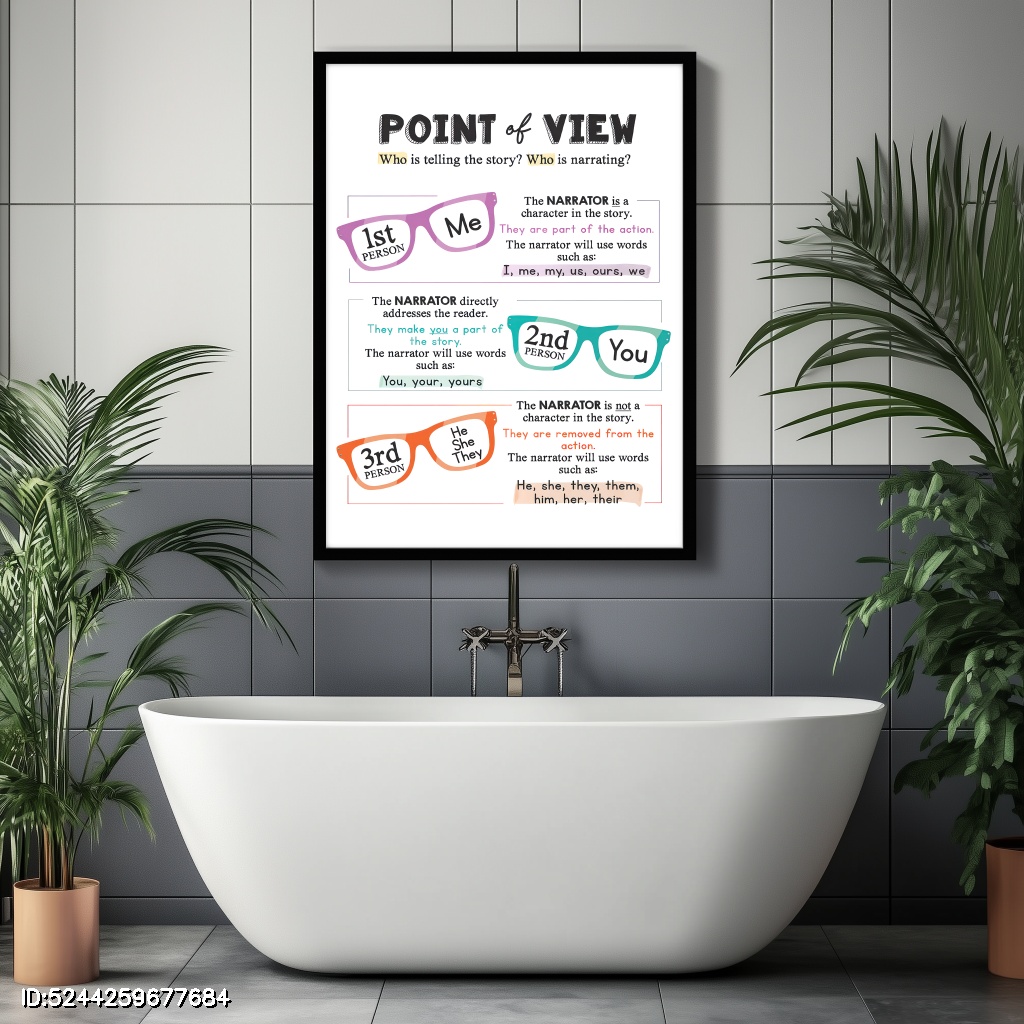 POINT of VIEW
Who is telling the story? Who is narrating?
1st
PERSON
Me
The NARRATOR is a
character in the story.
They are part of the action.
The narrator will use words
such as:
I, me, my, us, ours, we
The NARRATOR directly
addresses the reader.
They make you a part of
the story.
The narrator will use words
such as:
You, your, yours
2nd
PERSON
You
3rd
PERSON
He
She
They
The NARRATOR is not a
character in the story.
They are removed from the
action.
The narrator will use words
such as:
He, she, they, them,
him, her, their
ID:5244259677684